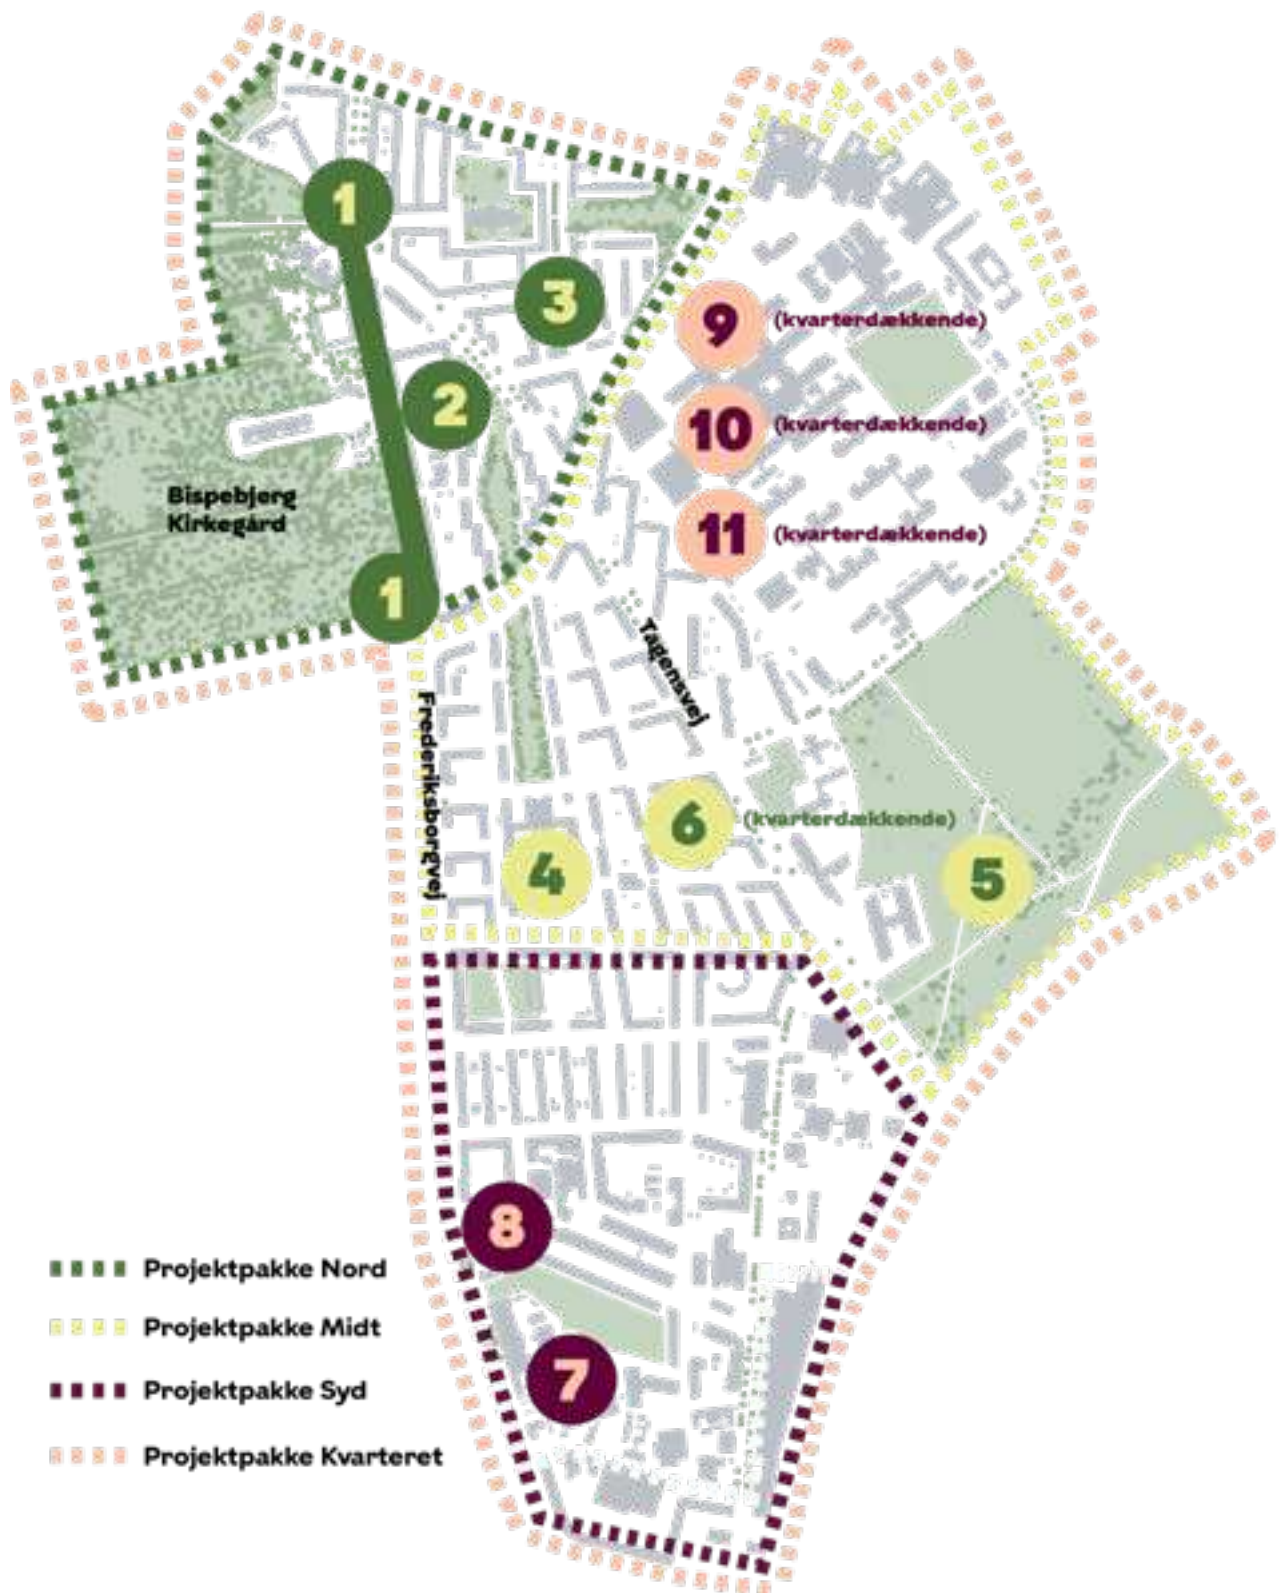 1
3
9 (kvarterdækkende)
2
10 (kvarterdækkende)
Bispebjerg
Kirkegård
11 (kvarterdækkende)
1
Tagensvej
Frederiksborgvej
6 (kvarterdækkende)
4
5
8
7
Projektpakke Nord
Projektpakke Midt
Projektpakke Syd
Projektpakke Kvarteret